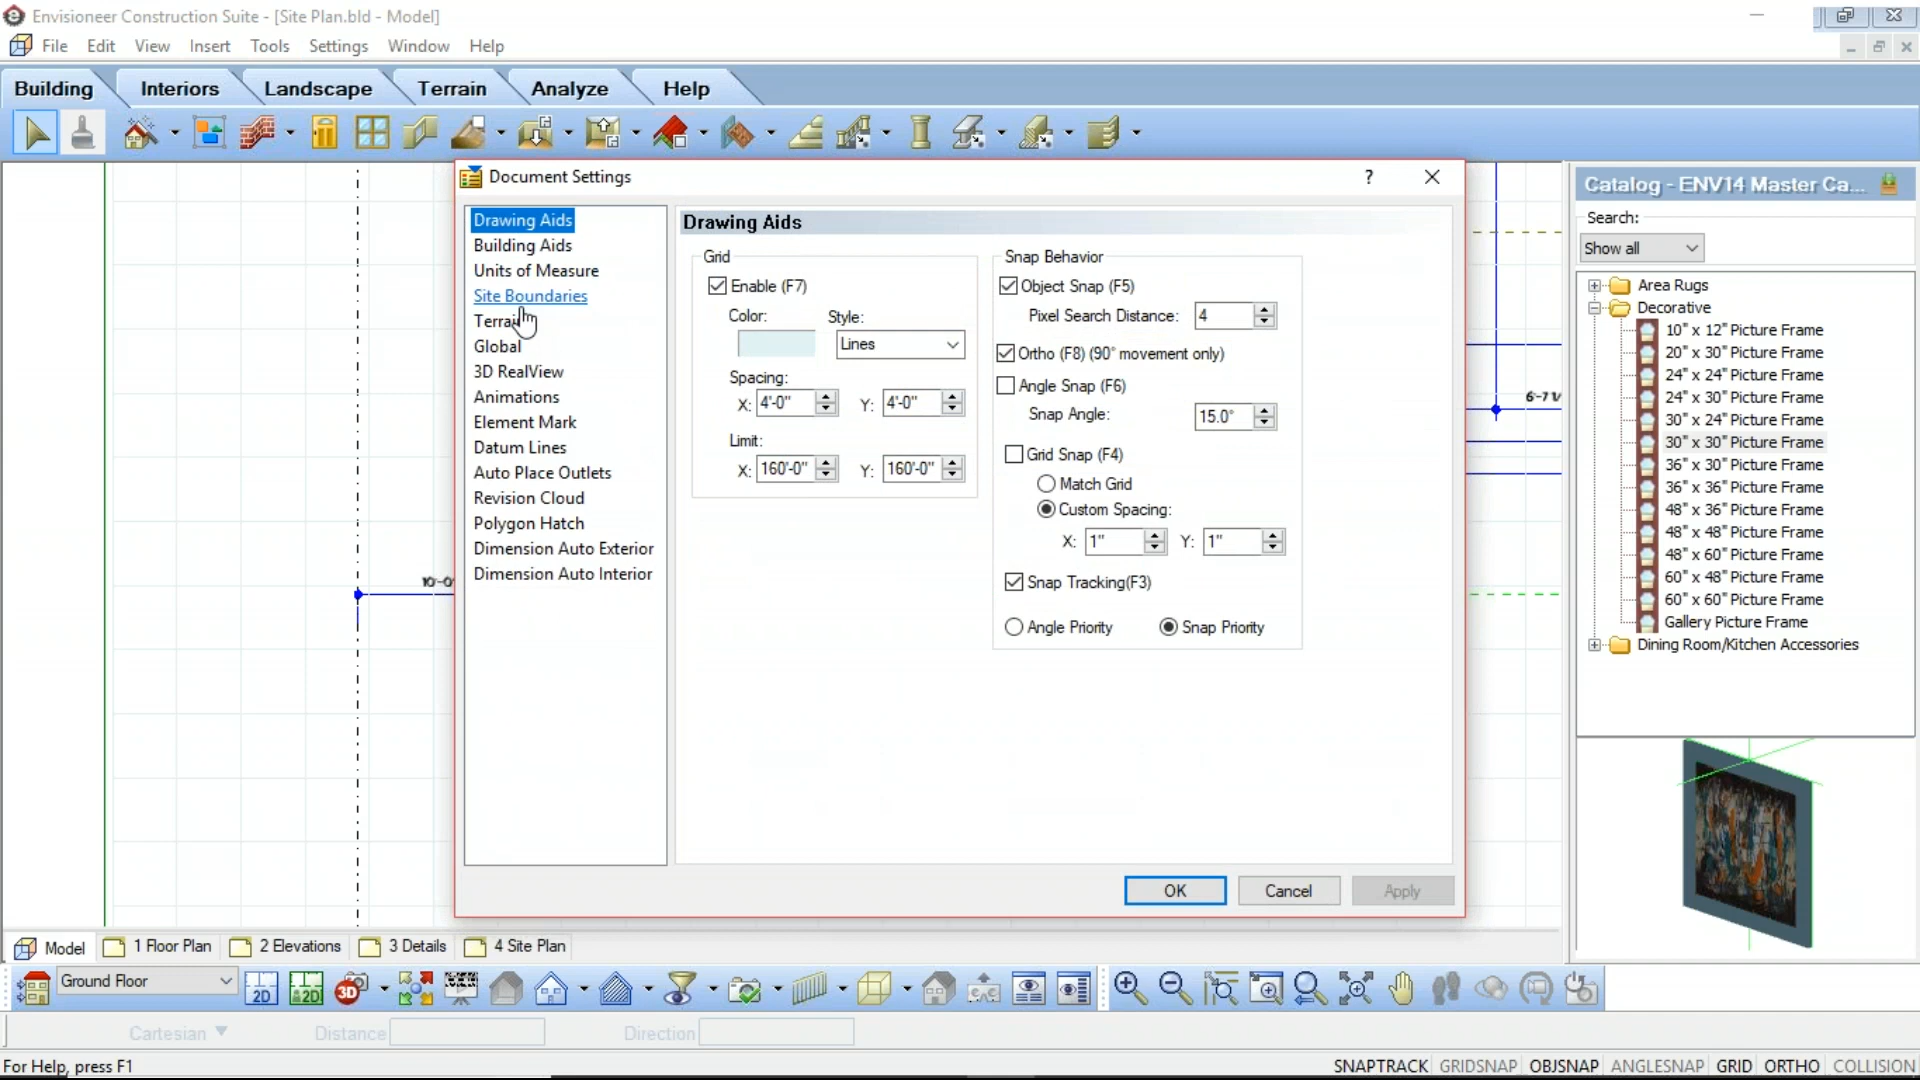 Envisioneer Construction Suite - [Site Plan.bld - Model]
File Edit View Insert Tools Settings Window Help
Building Interiors Landscape Terrain Analyze Help
Document Settings ?
Drawing Aids
Building Aids
Units of Measure
Site Boundaries
Terrain
Global
3D RealView
Animations
Element Mark
Datum Lines
Auto Place Outlets
Revision Cloud
Polygon Hatch
Dimension Auto Exterior
Dimension Auto Interior
Drawing Aids
Grid
Enable (F7)
Color: Style:
Lines
Spacing:
X: 4'-0" Y: 4'-0"
Limit:
X: 160'-0" Y: 160'-0"
Snap Behavior
Object Snap (F5)
Pixel Search Distance: 4
Ortho (F8) (90° movement only)
Angle Snap (F6)
Snap Angle: 15.0°
Grid Snap (F4)
Match Grid
Custom Spacing:
X: 1" Y: 1"
Snap Tracking(F3)
Angle Priority Snap Priority
OK Cancel Apply
Catalog - ENV14 Master Ca...
Search:
Show all
Area Rugs
Decorative
10" x 12" Picture Frame
20" x 30" Picture Frame
24" x 24" Picture Frame
24" x 30" Picture Frame
30" x 24" Picture Frame
30" x 30" Picture Frame
36" x 30" Picture Frame
36" x 36" Picture Frame
48" x 36" Picture Frame
48" x 48" Picture Frame
48" x 60" Picture Frame
60" x 48" Picture Frame
60" x 60" Picture Frame
Gallery Picture Frame
Dining Room/Kitchen Accessories
Model 1 Floor Plan 2 Elevations 3 Details 4 Site Plan
Ground Floor 2D 2D 3D
Cartesian Distance Direction
For Help, press F1
SNAPTRACK GRIDSNAP OBJSNAP ANGLESNAP GRID ORTHO COLLISION